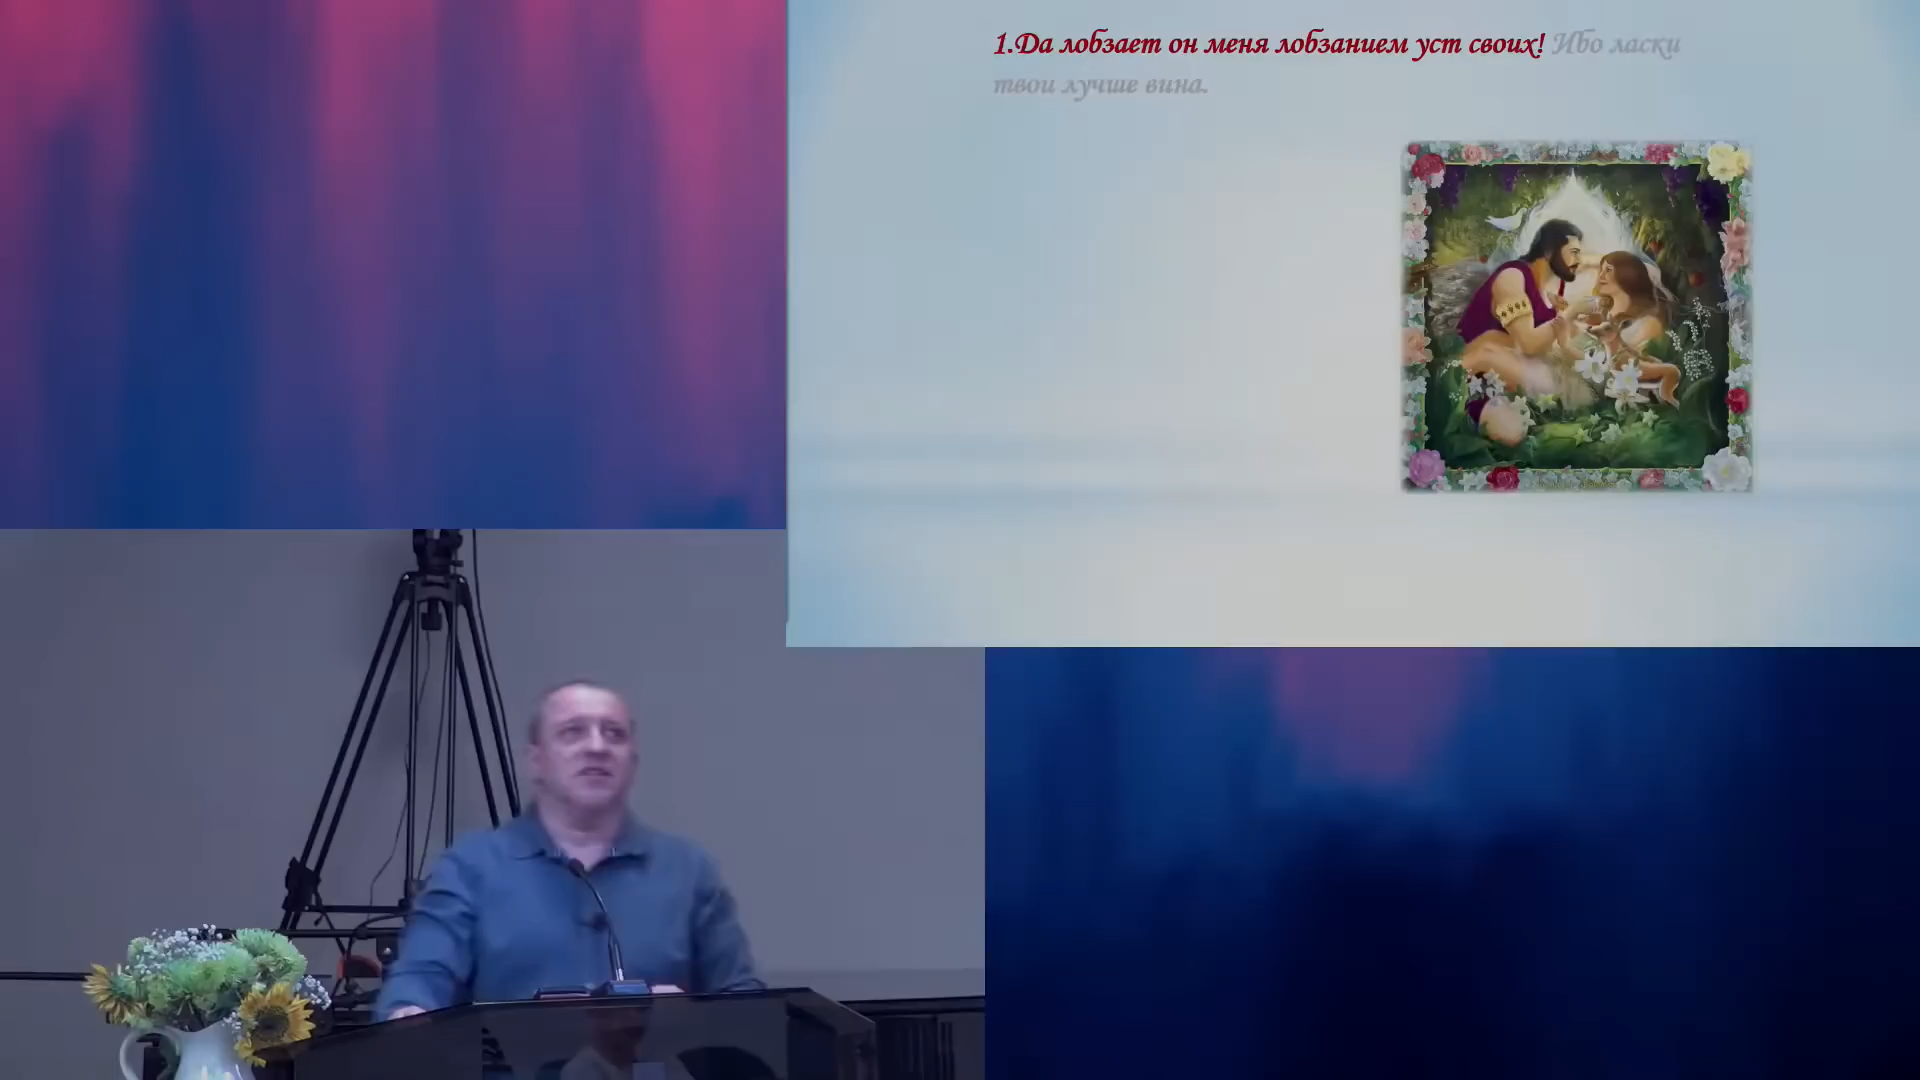 1.Да лобзает он меня лобзанием уст своих! Ибо ласки
твои лучше вина.